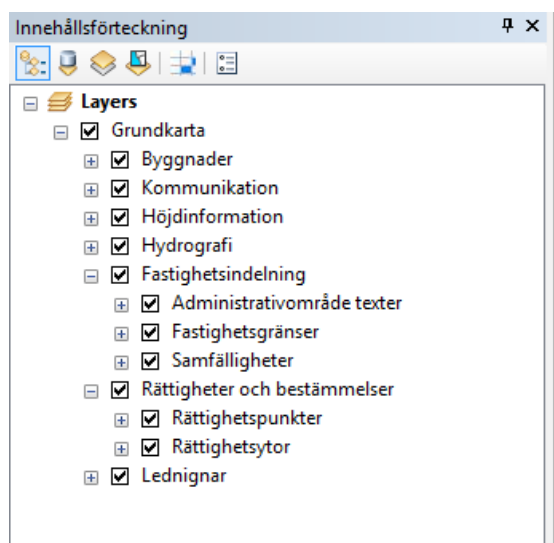 Innehållsförteckning
Layers
Grundkarta
Byggnader
Kommunikation
Höjdinformation
Hydrografi
Fastighetsindelning
Administrativområde texter
Fastighetsgränser
Samfälligheter
Rättigheter och bestämmelser
Rättighetspunkter
Rättighetsytor
Lednignar